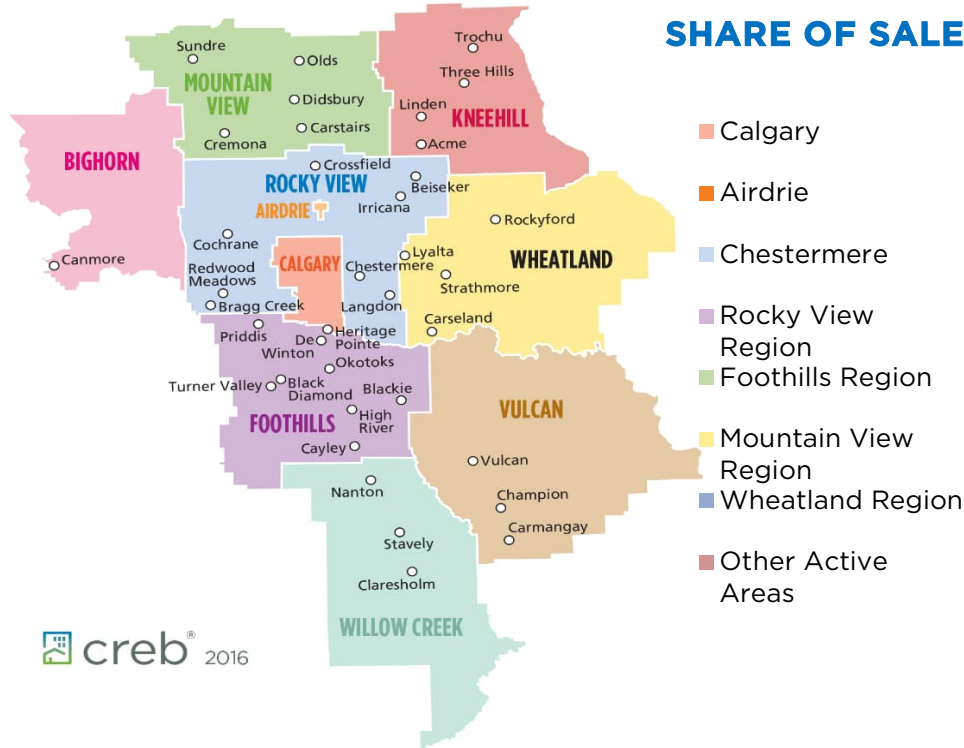 SHARE OF SALE
Sundre
Olds
MOUNTAIN
VIEW
Didsbury
Carstairs
Cremona
Trochu
Three Hills
Linden
KNEEHILL
Acme
BIGHORN
Canmore
Crossfield
ROCKY VIEW
Beiseker
AIRDRIE
Irricana
Cochrane
CALGARY
Chestermere
Redwood
Meadows
Bragg Creek
Langdon
Rockyford
Lyalta
WHEATLAND
Strathmore
Carseland
Priddis
De
Winton
Heritage
Pointe
Okotoks
Turner Valley
Black
Diamond
Blackie
FOOTHILLS
High
River
Cayley
VULCAN
Vulcan
Champion
Carmangay
Nanton
Stavely
Claresholm
WILLOW CREEK
creb® 2016
Calgary
Airdrie
Chestermere
Rocky View
Region
Foothills Region
Mountain View
Region
Wheatland Region
Other Active
Areas